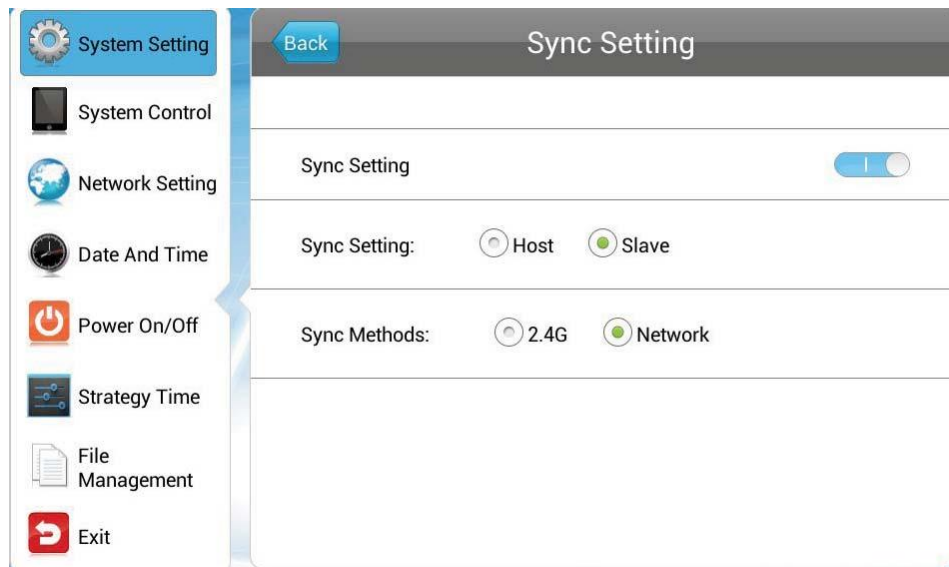 System Setting
System Control
Network Setting
Date And Time
Power On/Off
Strategy Time
File
Management
Exit
Back
Sync Setting
Sync Setting
Sync Setting: Host Slave
Sync Methods: 2.4G Network